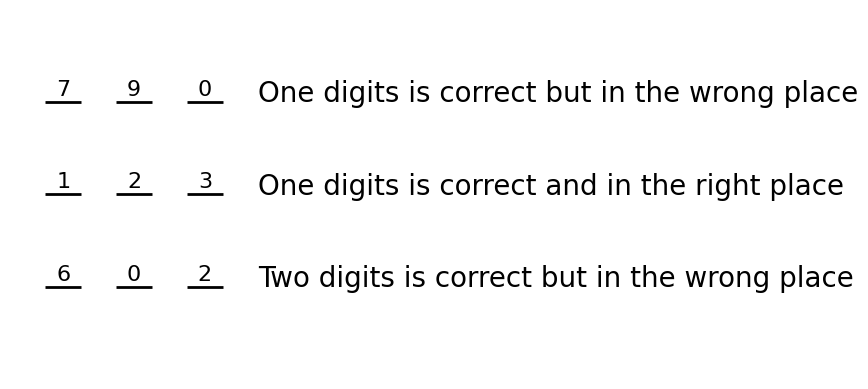 7 9 0 One digits is correct but in the wrong place
1 2 3 One digits is correct and in the right place
6 0 2 Two digits is correct but in the wrong place